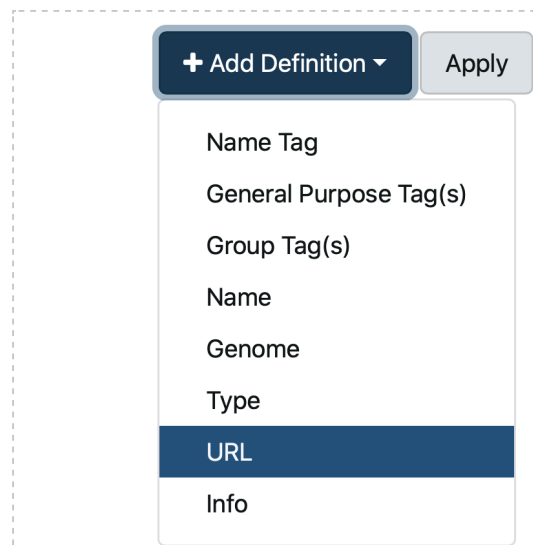 Add Definition Apply
Name Tag
General Purpose Tag(s)
Group Tag(s)
Name
Genome
Type
URL
Info